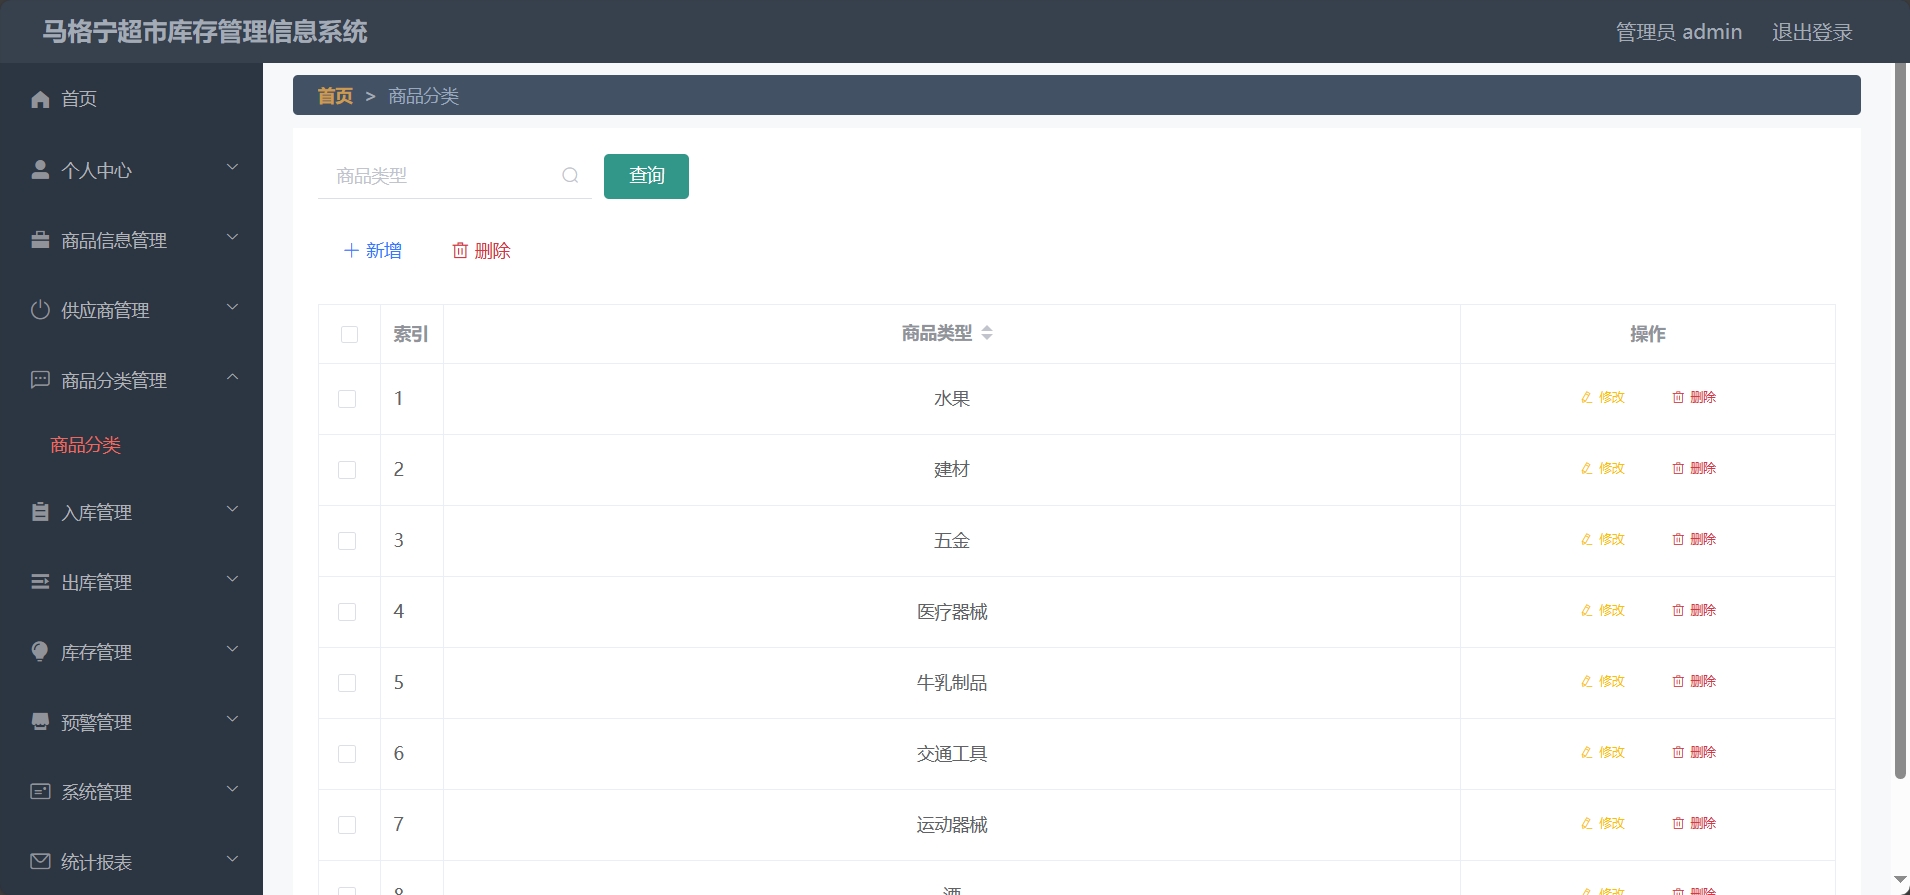 马格宁超市库存管理信息系统
管理员 admin 退出登录
首页
个人中心
商品信息管理
供应商管理
商品分类管理
商品分类
入库管理
出库管理
库存管理
预警管理
系统管理
统计报表
首页 > 商品分类
商品类型 查询
新增 删除
索引 商品类型 操作
1 水果 修改 删除
2 建材 修改 删除
3 五金 修改 删除
4 医疗器械 修改 删除
5 牛乳制品 修改 删除
6 交通工具 修改 删除
7 运动器械 修改 删除
8 酒 修改 删除